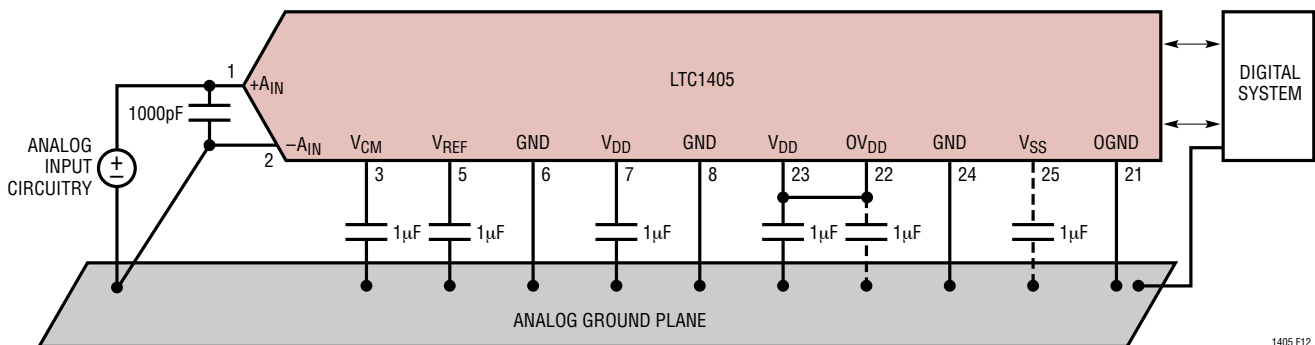 LTC1405
DIGITAL
SYSTEM
1
+AIN
1000pF
ANALOG
INPUT
CIRCUITRY
+
–
2
–AIN
VCM
VREF
GND
VDD
GND
VDD
OVDD
GND
VSS
OGND
3
5
6
7
8
23
22
24
25
21
1μF
1μF
1μF
1μF
1μF
1μF
ANALOG GROUND PLANE
1405 F12